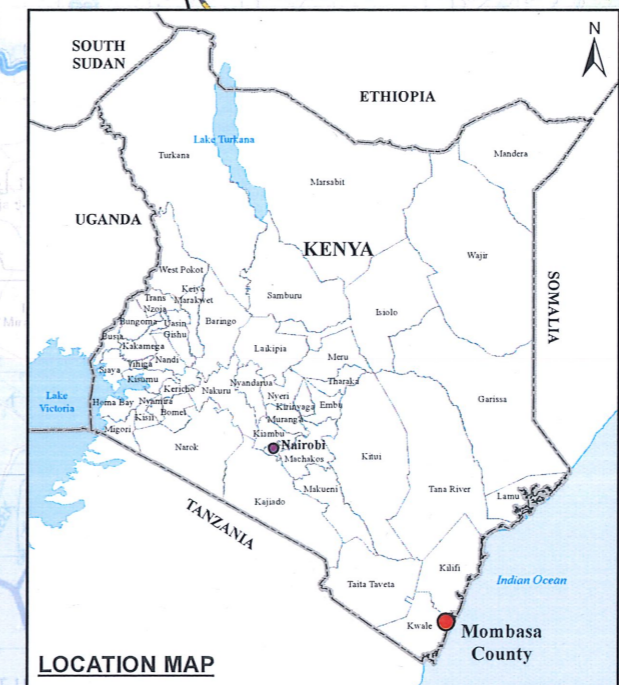 N
SOUTH
SUDAN
ETHIOPIA
Lake Turkana
Turkana
Mandera
Marsabit
UGANDA
KENYA
Wajir
SOMALIA
West Pokot
Keiyo
Marakwet
Trans
Nzoia
Samburu
Isiolo
Bungoma
Uasin
Gishu
Baringo
Busia
Kakamega
Laikipia
Meru
Nandi
Vihiga
Siaya
Kisumu
Tharaka
Lake
Victoria
Kericho
Nakuru
Nyandarua
Nyeri
Garissa
Homa Bay
Nyamira
Kirinyaga
Embu
Kisii
Bomet
Muranga
Migori
Kiambu
Nairobi
Narok
Machakos
Kitui
Makueni
Tana River
Lamu
Kajiado
TANZANIA
Kilifi
Taita Taveta
Indian Ocean
Kwale
Mombasa
County
LOCATION MAP